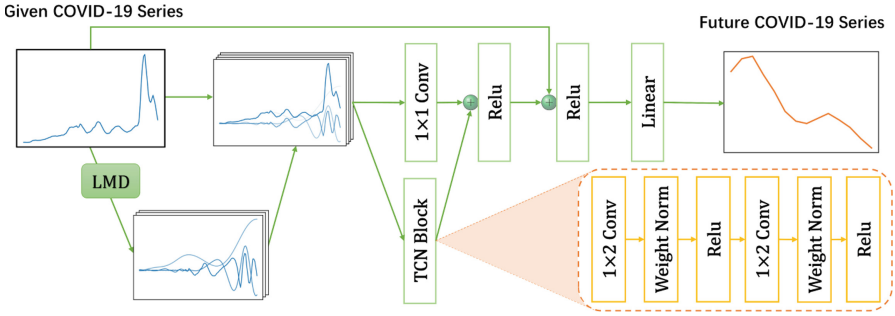 Given COVID-19 Series
Future COVID-19 Series
LMD
1×1 Conv
Relu
Relu
Linear
TCN Block
1×2 Conv
Weight Norm
Relu
1×2 Conv
Weight Norm
Relu